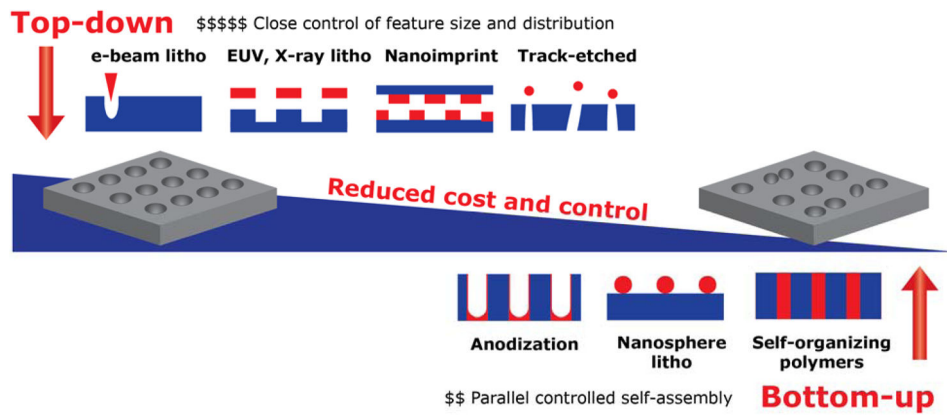 Top-down $$$$$ Close control of feature size and distribution
e-beam litho EUV, X-ray litho Nanoimprint Track-etched
Reduced cost and control
Anodization Nanosphere Self-organizing
litho polymers
$$ Parallel controlled self-assembly Bottom-up